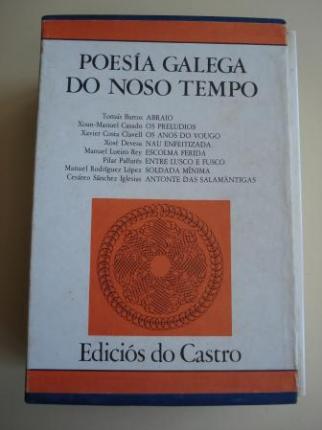 POESÍA GALEGA
DO NOSO TEMPO
Tomás Barros ABRAIO
Xoan-Manuel Casado OS PRELUDIOS
Xavier Costa Clavell OS ANOS DO VOUGO
Xosé Devesa NAU ENFEITIZADA
Manuel Lueiro Rey ESCOLMA FERIDA
Pilar Pallarés ENTRE LUSCO E FUSCO
Manuel Rodríguez López SOLDADA MÍNIMA
Cesáreo Sánchez Iglesias ANTONTE DAS SALAMÁNTIGAS
Ediciós do Castro